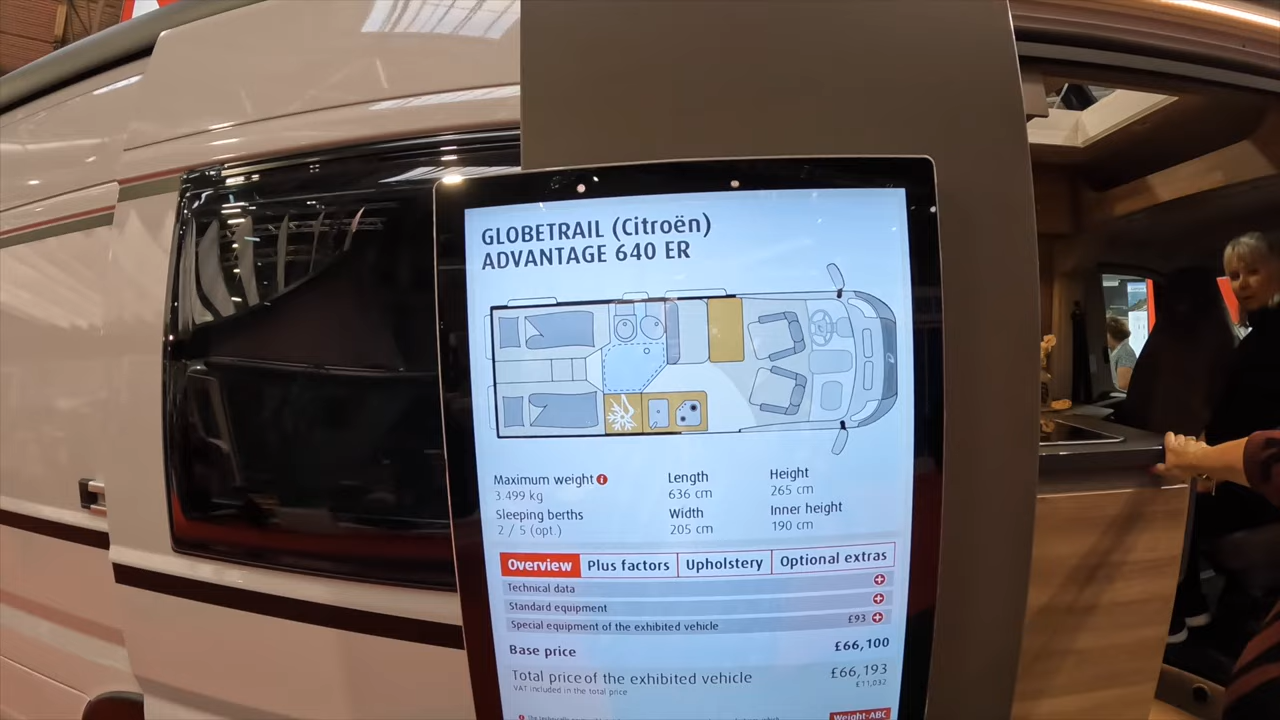 GLOBETRAIL (Citroën)
ADVANTAGE 640 ER
Maximum weight
3 499 kg
Length
636 cm
Height
265 cm
Sleeping berths
2 / 5 (opt.)
Width
205 cm
Inner height
190 cm
Overview Plus factors Upholstery Optional extras
Technical data
Standard equipment
Special equipment of the exhibited vehicle £93
Base price £66,100
Total price of the exhibited vehicle £66,193
VAT included in the total price £11,032
Weight-ABC